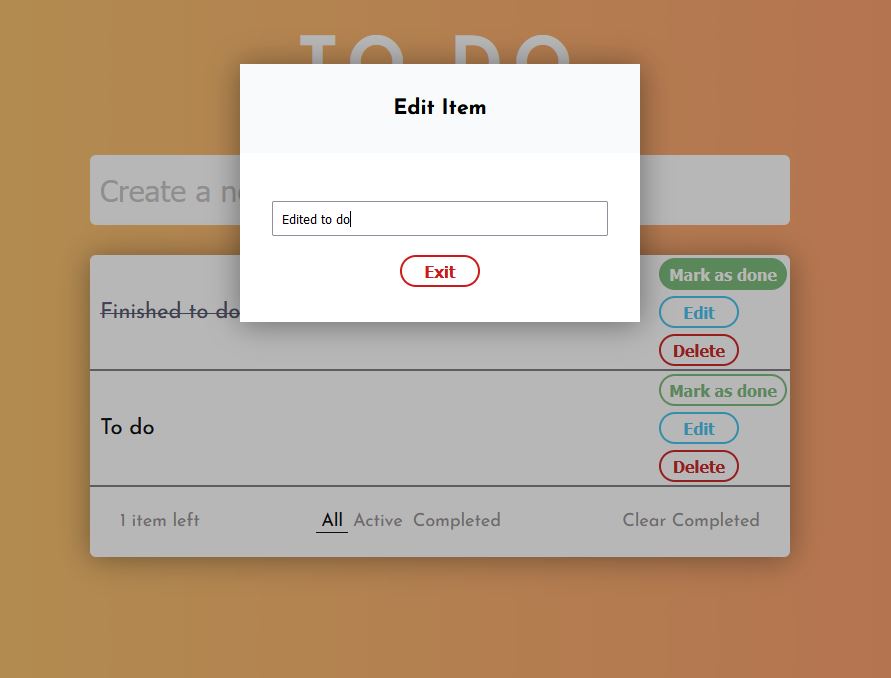 TO DO
Edit Item
Create a n
Edited to do
Exit
Finished to do
Mark as done
Edit
Delete
To do
Mark as done
Edit
Delete
1 item left
All
Active
Completed
Clear Completed